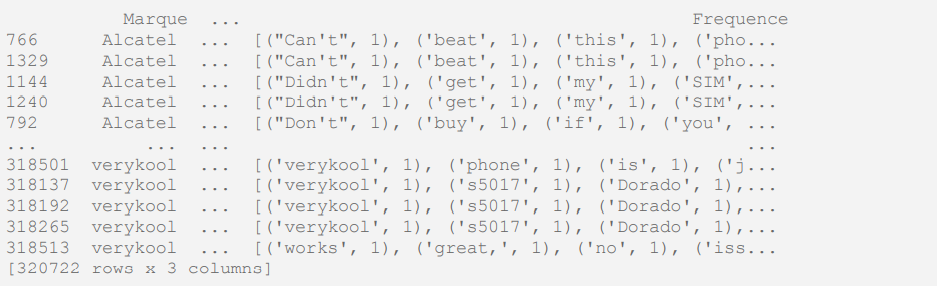 Marque ... Frequence
766 Alcatel ... [("Can't", 1), ('beat', 1), ('this', 1), ('pho...
1329 Alcatel ... [("Can't", 1), ('beat', 1), ('this', 1), ('pho...
1144 Alcatel ... [("Didn't", 1), ('get', 1), ('my', 1), ('SIM',...
1240 Alcatel ... [("Didn't", 1), ('get', 1), ('my', 1), ('SIM',...
792 Alcatel ... [("Don't", 1), ('buy', 1), ('if', 1), ('you', ...
... ... ... ...
318501 verykool ... [('verykool', 1), ('phone', 1), ('is', 1), ('j...
318137 verykool ... [('verykool', 1), ('s5017', 1), ('Dorado', 1),...
318192 verykool ... [('verykool', 1), ('s5017', 1), ('Dorado', 1),...
318265 verykool ... [('verykool', 1), ('s5017', 1), ('Dorado', 1),...
318513 verykool ... [('works', 1), ('great,', 1), ('no', 1), ('iss...
[320722 rows x 3 columns]